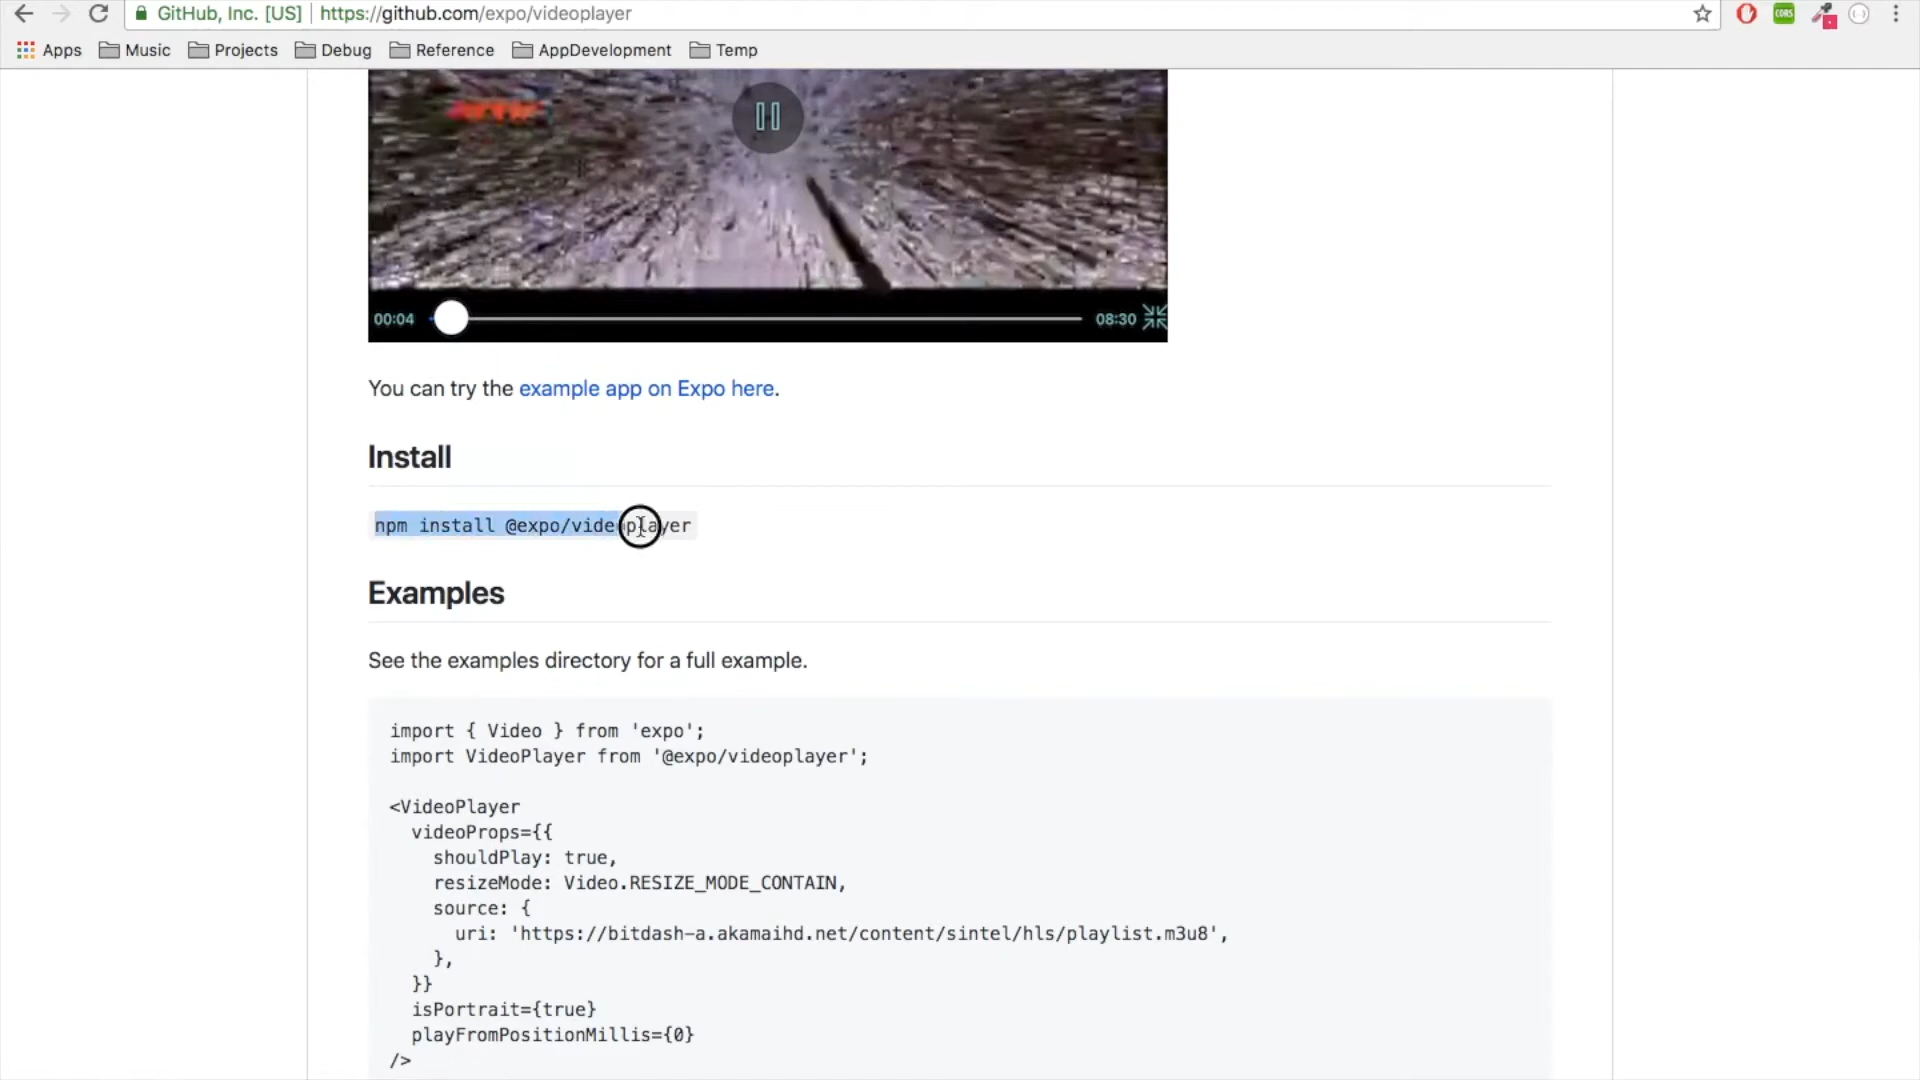 GitHub, Inc. [US] | https://github.com/expo/videoplayer
CORS
Apps Music Projects Debug Reference AppDevelopment Temp
00:04 08:30
You can try the example app on Expo here.
Install
npm install @expo/videoplayer
Examples
See the examples directory for a full example.
import { Video } from 'expo';
import VideoPlayer from '@expo/videoplayer';
<VideoPlayer
videoProps={{
shouldPlay: true,
resizeMode: Video.RESIZE_MODE_CONTAIN,
source: {
uri: 'https://bitdash-a.akamaihd.net/content/sintel/hls/playlist.m3u8',
},
}}
isPortrait={true}
playFromPositionMillis={0}
/>